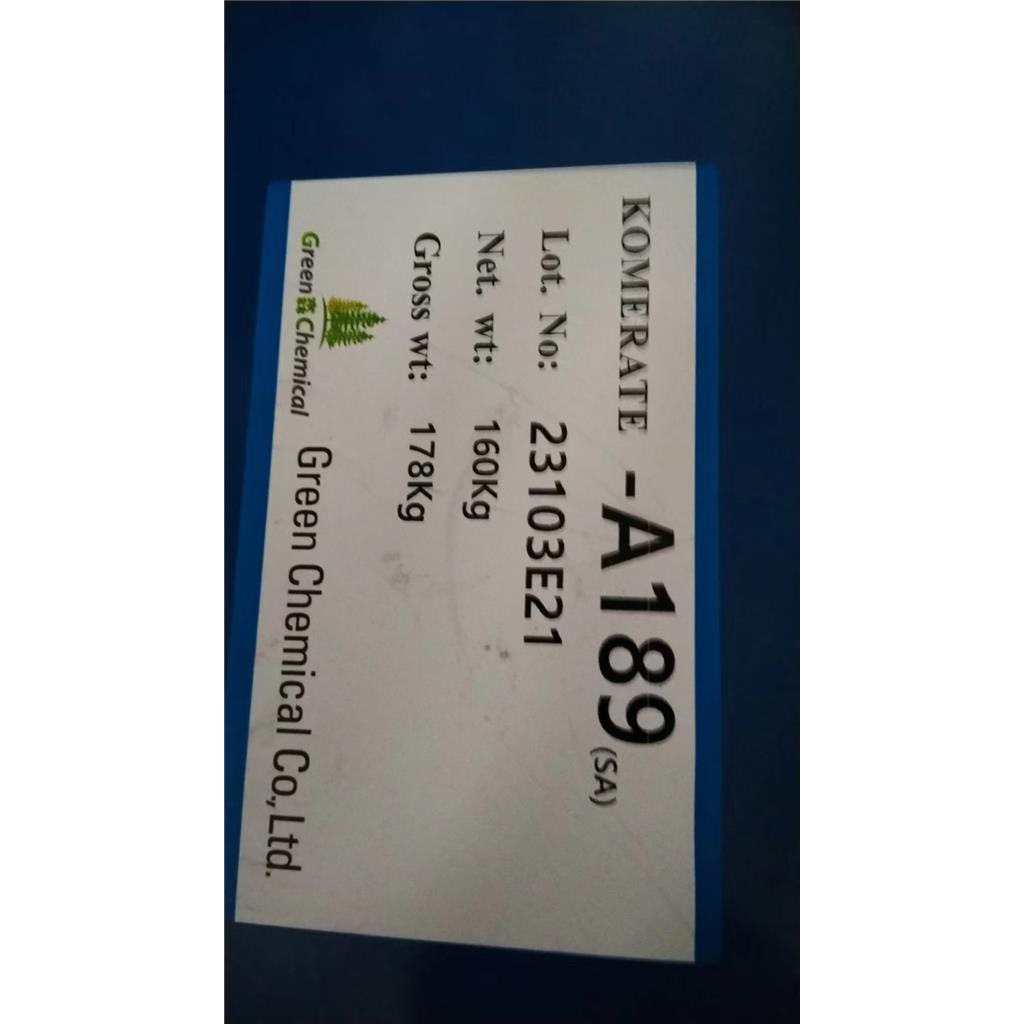 KOMERATE -A189(SA)
Lot. No: 23103E21
Net. wt: 160Kg
Gross wt: 178Kg
Green Chemical
Green Chemical Co., Ltd.